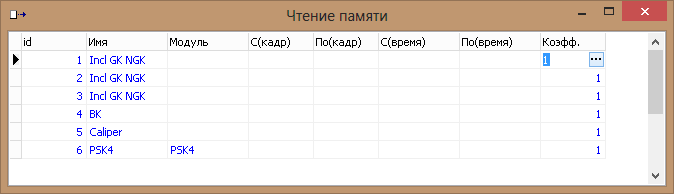 Чтение памяти
id Имя Модуль С(кадр) По(кадр) С(время) По(время) Коэфф.
1 Incl GK NGK 1 ...
2 Incl GK NGK 1
3 Incl GK NGK 1
4 BK 1
5 Caliper 1
6 PSK4 PSK4 1